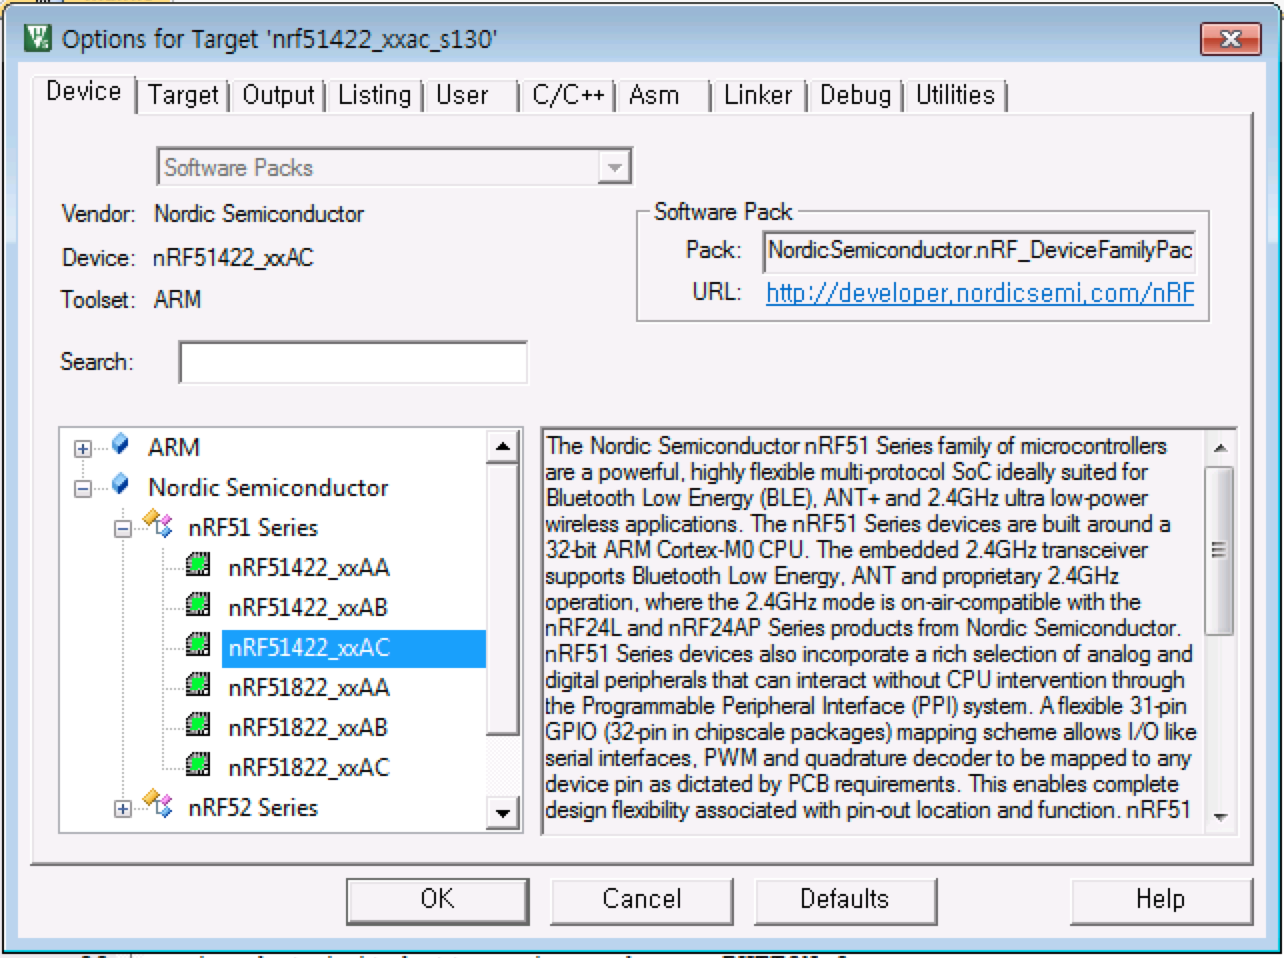 Options for Target 'nrf51422_xxac_s130'
Device Target Output Listing User C/C++ Asm Linker Debug Utilities
Software Packs
Vendor: Nordic Semiconductor
Device: nRF51422_xxAC
Toolset: ARM
Software Pack
Pack: NordicSemiconductor.nRF_DeviceFamilyPac
URL: http://developer.nordicsemi.com/nRF
Search:
ARM
Nordic Semiconductor
nRF51 Series
nRF51422_xxAA
nRF51422_xxAB
nRF51422_xxAC
nRF51822_xxAA
nRF51822_xxAB
nRF51822_xxAC
nRF52 Series
The Nordic Semiconductor nRF51 Series family of microcontrollers
are a powerful, highly flexible multi-protocol SoC ideally suited for
Bluetooth Low Energy (BLE), ANT+ and 2.4GHz ultra low-power
wireless applications. The nRF51 Series devices are built around a
32-bit ARM Cortex-M0 CPU. The embedded 2.4GHz transceiver
supports Bluetooth Low Energy, ANT and proprietary 2.4GHz
operation, where the 2.4GHz mode is on-air-compatible with the
nRF24L and nRF24AP Series products from Nordic Semiconductor.
nRF51 Series devices also incorporate a rich selection of analog and
digital peripherals that can interact without CPU intervention through
the Programmable Peripheral Interface (PPI) system. A flexible 31-pin
GPIO (32-pin in chipscale packages) mapping scheme allows I/O like
serial interfaces, PWM and quadrature decoder to be mapped to any
device pin as dictated by PCB requirements. This enables complete
design flexibility associated with pin-out location and function. nRF51
OK Cancel Defaults Help